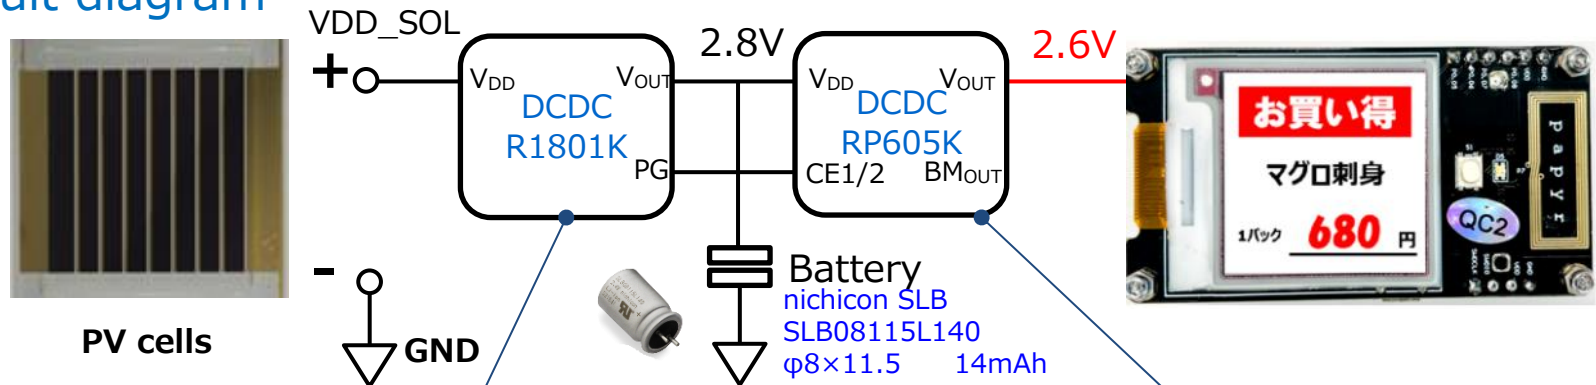 uit diagram
VDD_SOL
+
-
GND
PV cells
VDD
VOUT
DCDC
R1801K
PG
2.8V
VDD
VOUT
DCDC
RP605K
CE1/2
BMOUT
2.6V
Battery
nichicon SLB
SLB08115L140
φ8×11.5 14mAh
お買い得
マグロ刺身
1パック 680 円
papyr
QC2